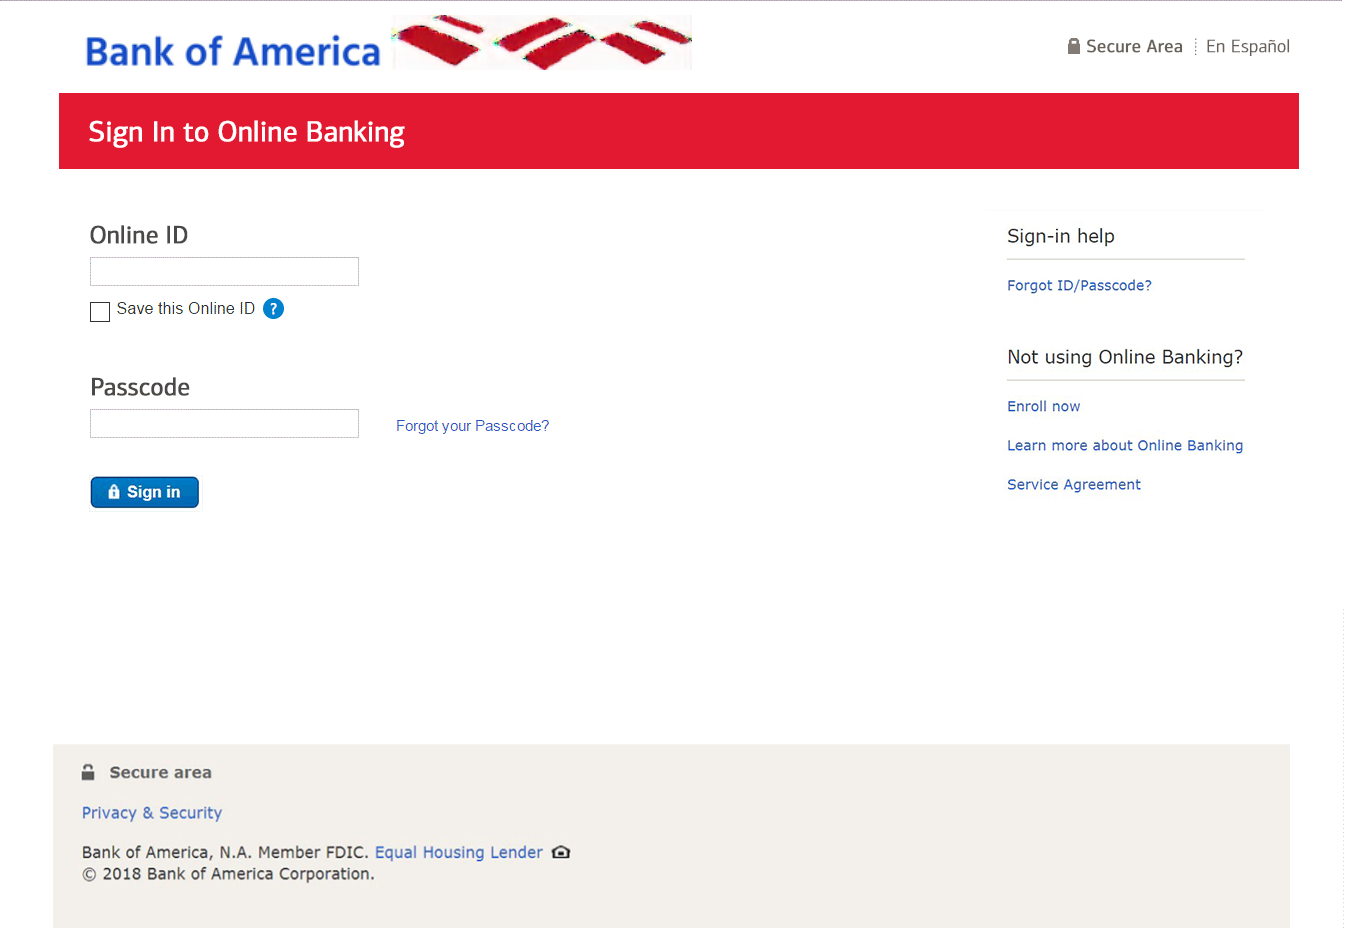 Bank of America
Secure Area
En Español
Sign In to Online Banking
Online ID
Save this Online ID ?
Passcode
Forgot your Passcode?
Sign in
Sign-in help
Forgot ID/Passcode?
Not using Online Banking?
Enroll now
Learn more about Online Banking
Service Agreement
Secure area
Privacy & Security
Bank of America, N.A. Member FDIC. Equal Housing Lender
© 2018 Bank of America Corporation.